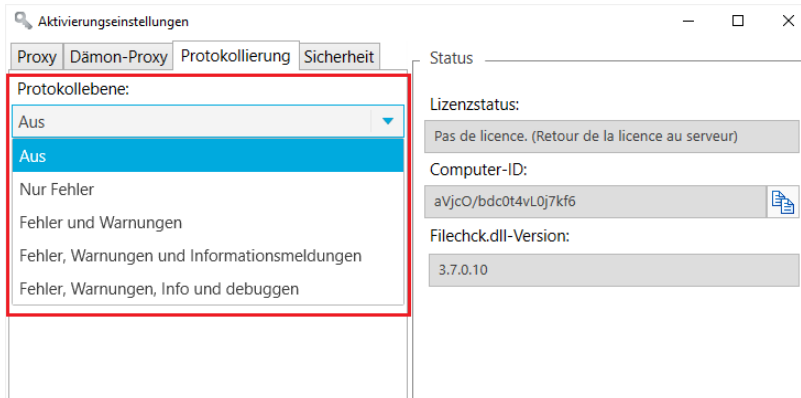 Aktivierungseinstellungen
Proxy Dämon-Proxy Protokollierung Sicherheit
Protokollebene:
Aus
Aus
Nur Fehler
Fehler und Warnungen
Fehler, Warnungen und Informationsmeldungen
Fehler, Warnungen, Info und debuggen
Status
Lizenzstatus:
Pas de licence. (Retour de la licence au serveur)
Computer-ID:
aVjcO/bdc0t4vL0j7kf6
Filechck.dll-Version:
3.7.0.10